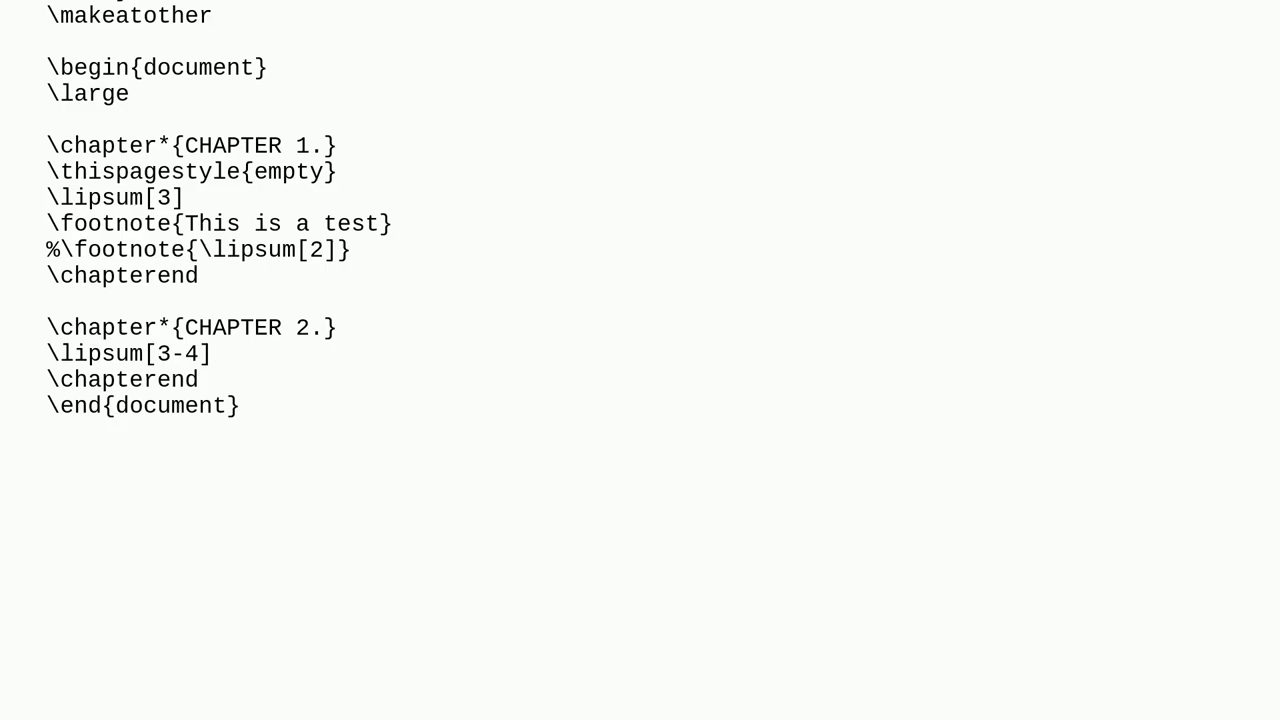 \makeatother
\begin{document}
\large
\chapter*{CHAPTER 1.}
\thispagestyle{empty}
\lipsum[3]
\footnote{This is a test}
%\footnote{\lipsum[2]}
\chapterend
\chapter*{CHAPTER 2.}
\lipsum[3-4]
\chapterend
\end{document}